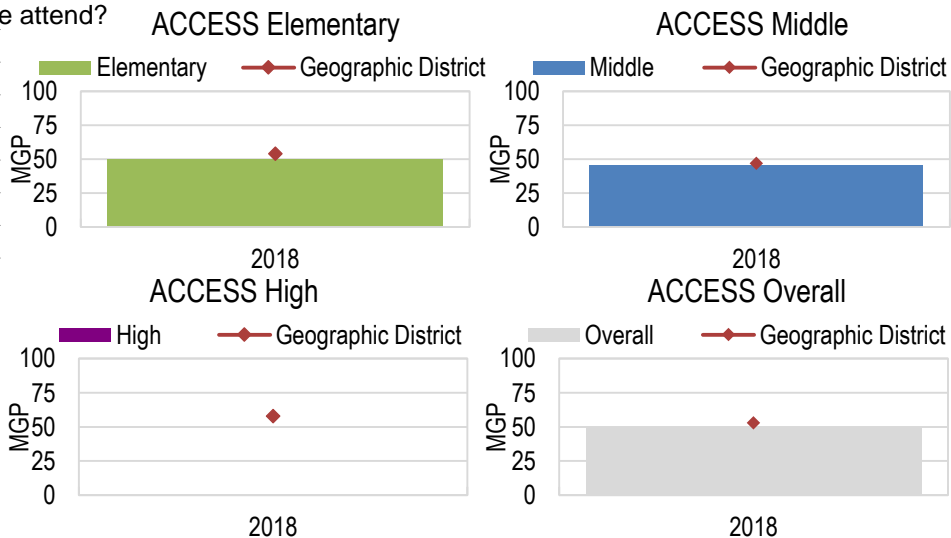 e attend?
ACCESS Elementary
Elementary Geographic District
100
75
50
25
0
MGP
2018
ACCESS Middle
Middle Geographic District
100
75
50
25
0
MGP
2018
ACCESS High
High Geographic District
100
75
50
25
0
MGP
2018
ACCESS Overall
Overall Geographic District
100
75
50
25
0
MGP
2018